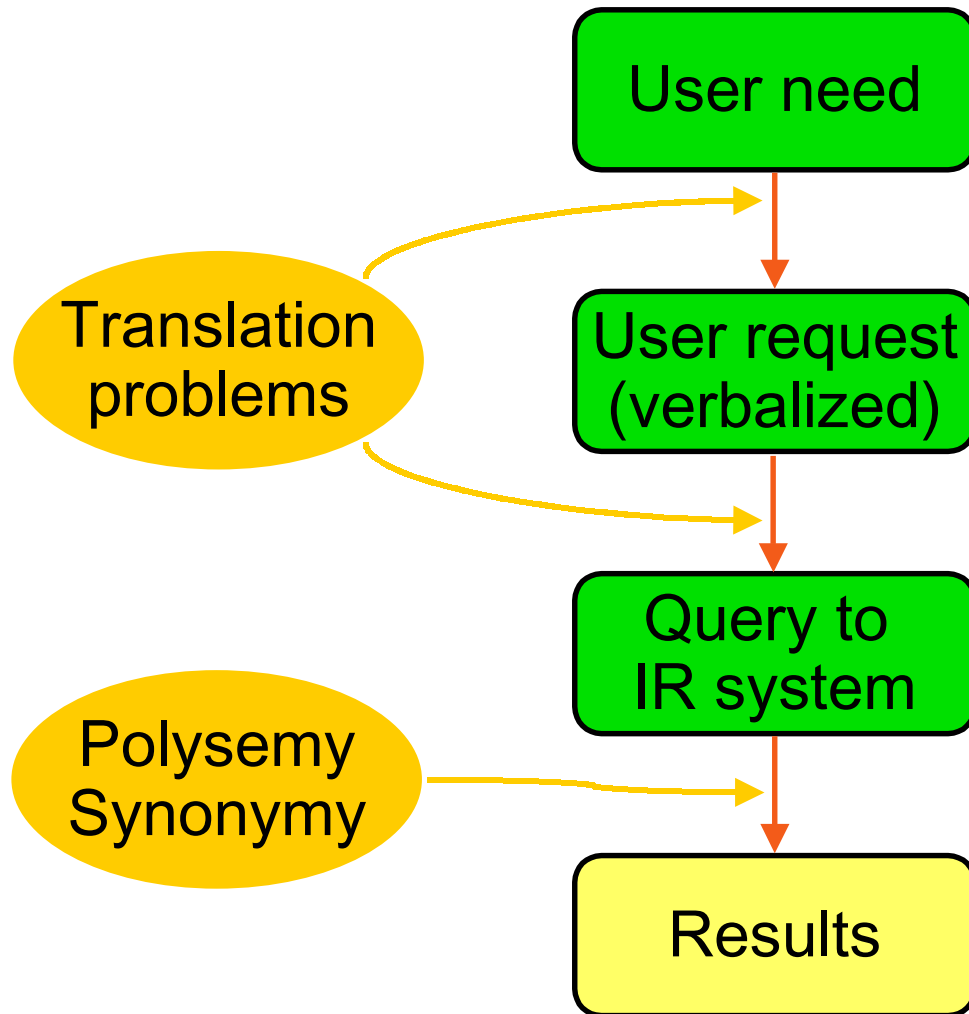 User need
Translation
problems
User request
(verbalized)
Query to
IR system
Polysemy
Synonymy
Results